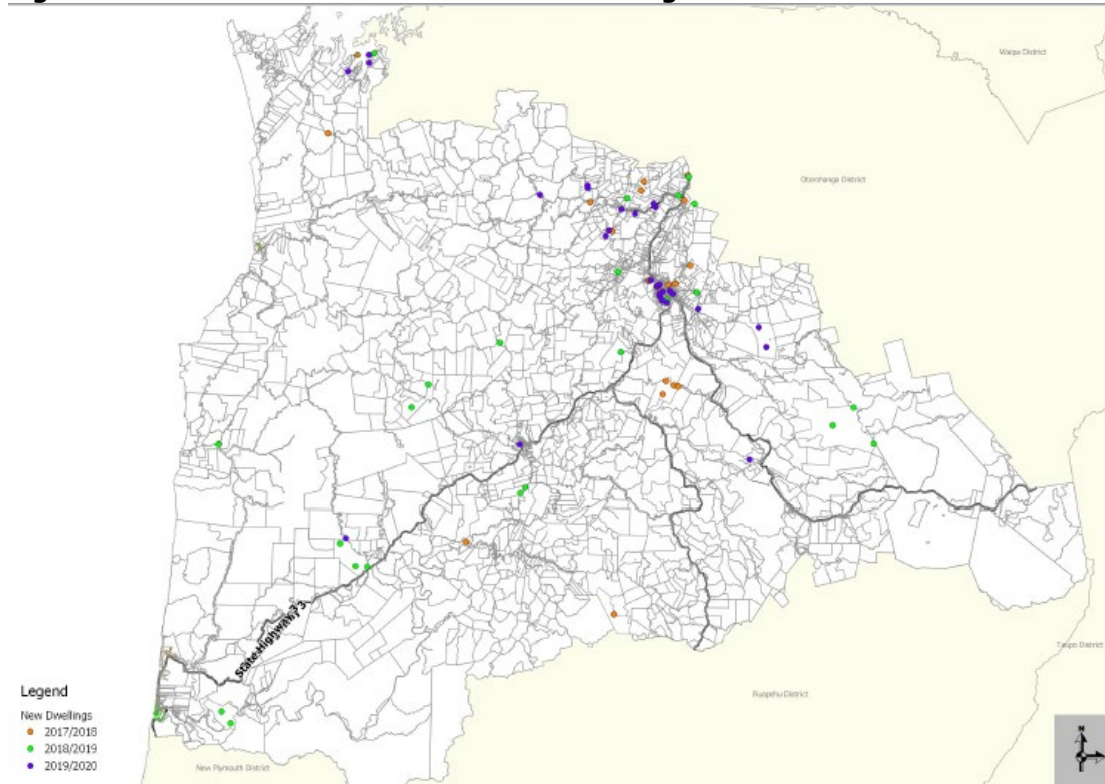 Waipa District
Otorohanga District
State Highway 3
3
Taupo District
Ruapehu District
New Plymouth District
Legend
New Dwellings
2017/2018
2018/2019
2019/2020
N